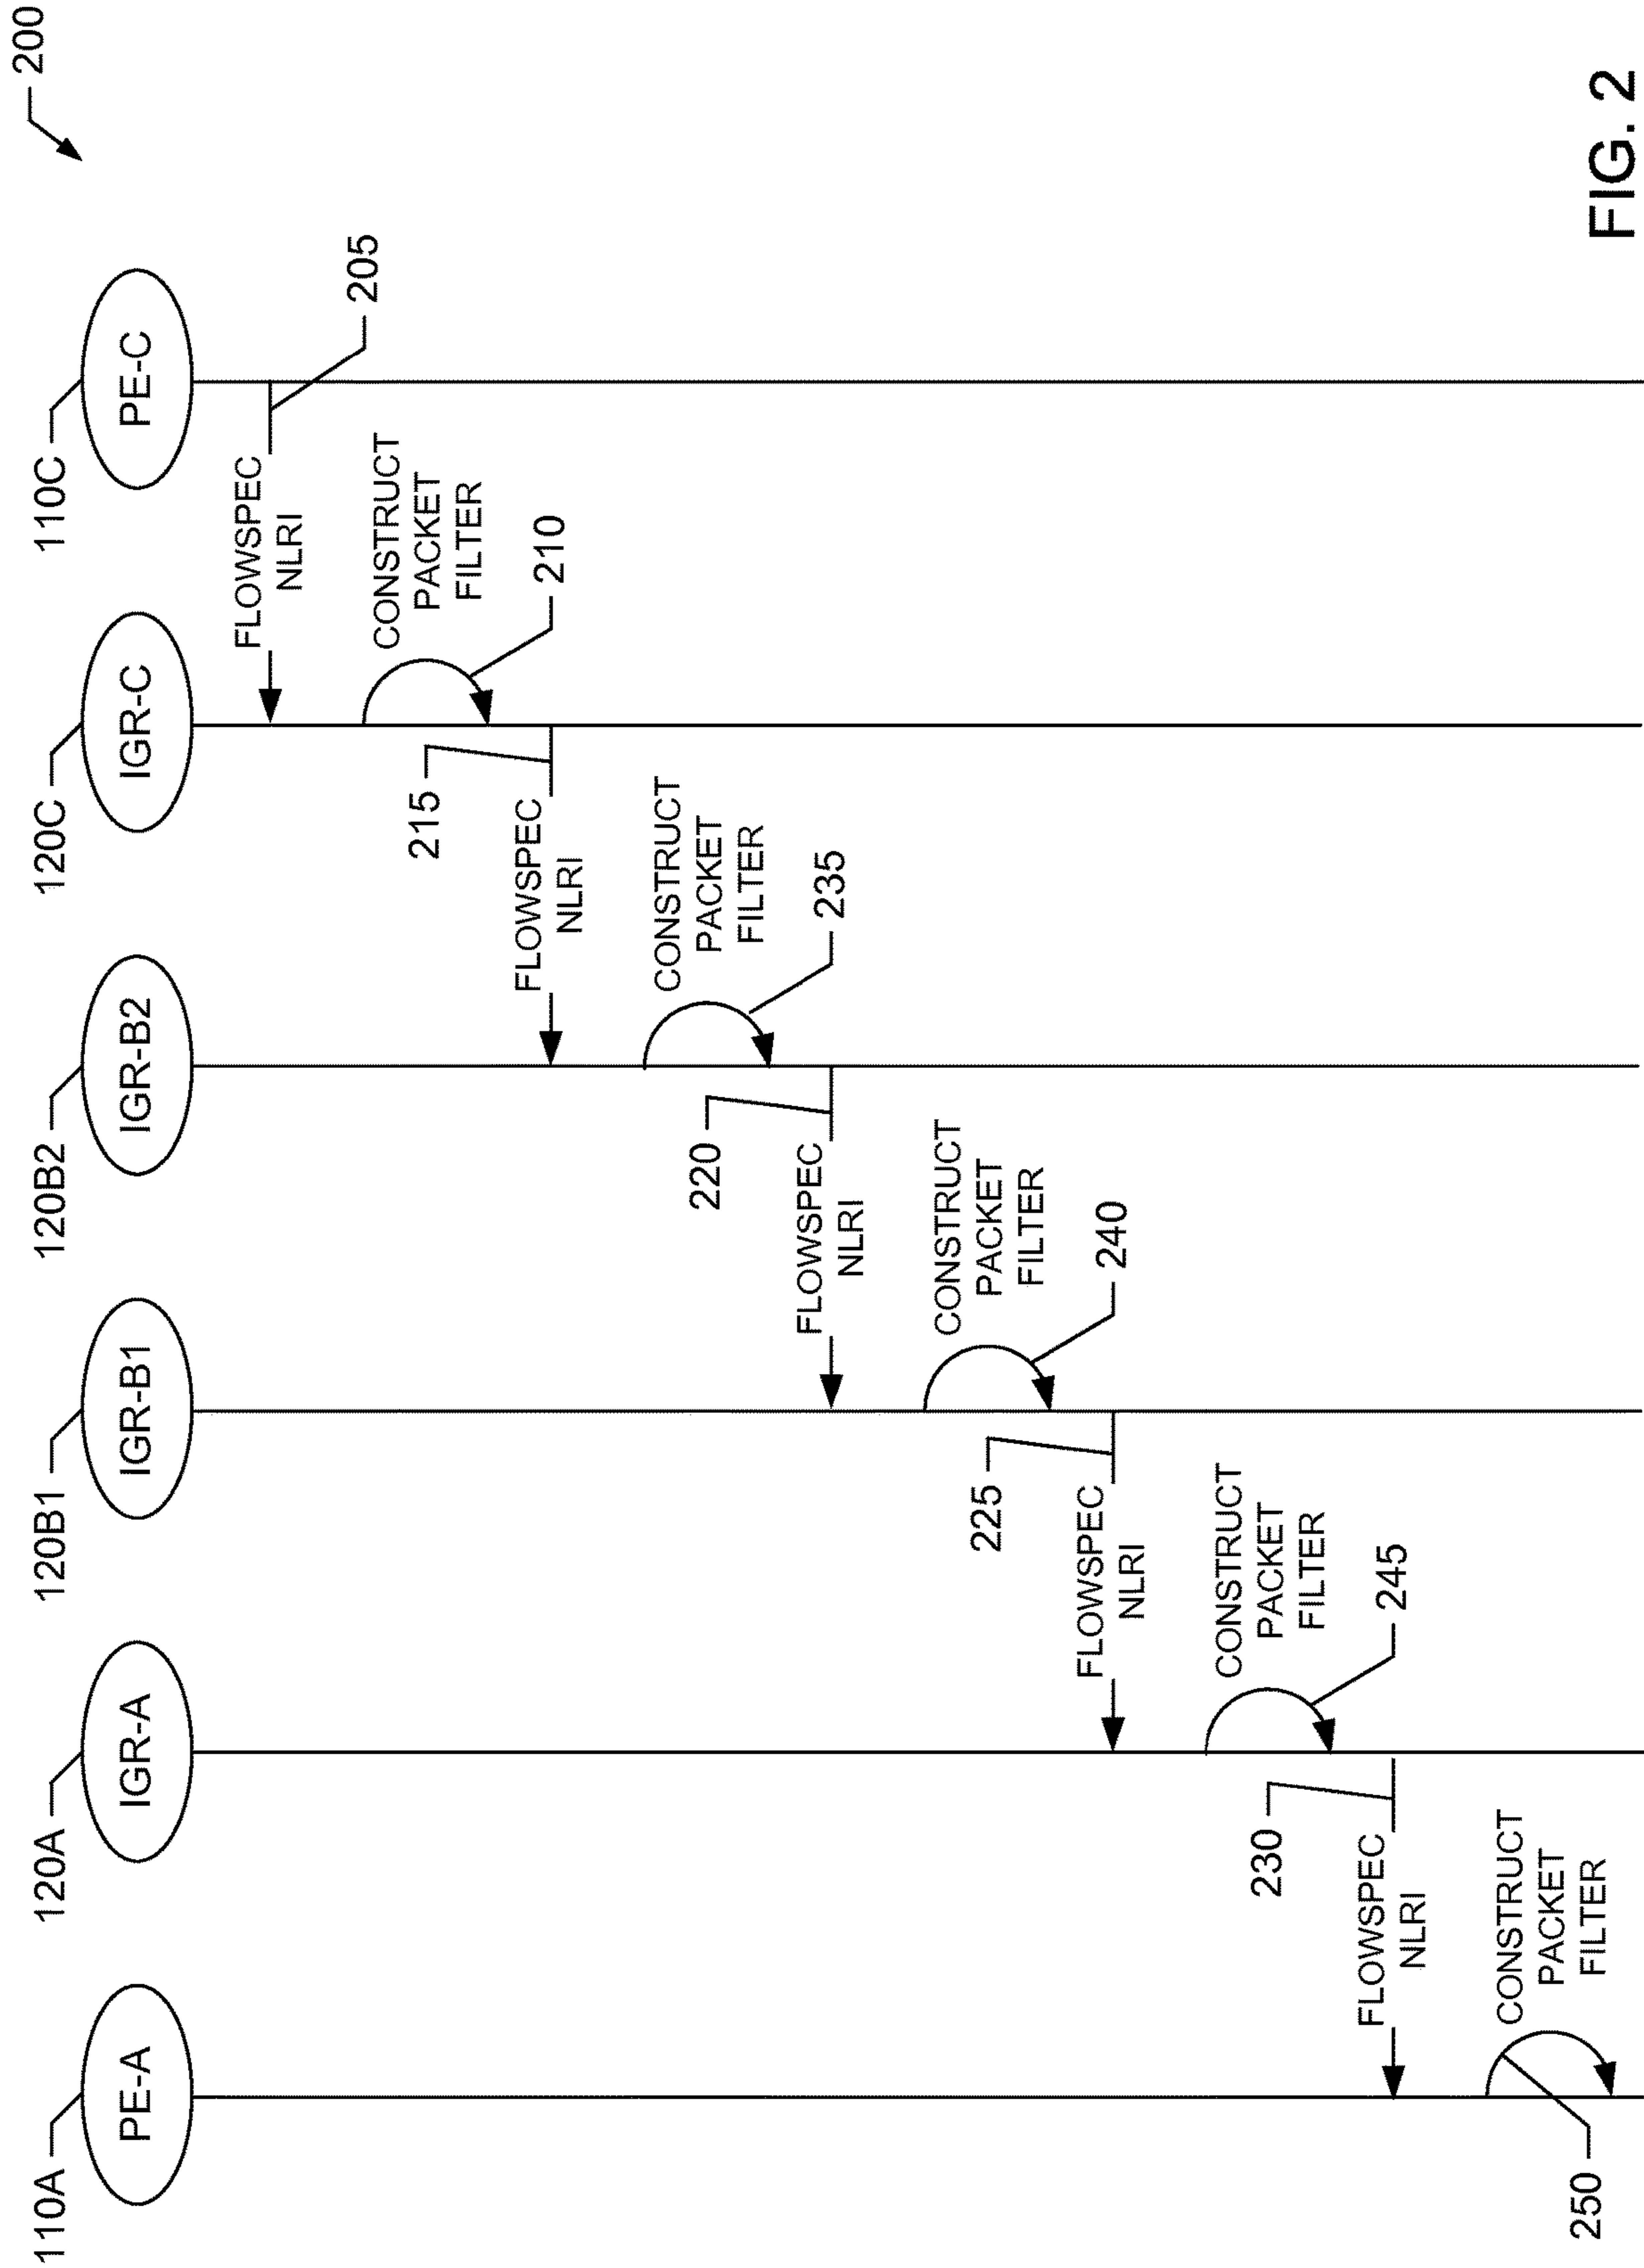 200
110A
120A
120B1
120B2
120C
110C
PE-A
IGR-A
IGR-B1
IGR-B2
IGR-C
PE-C
FLOWSPEC
NLRI
205
CONSTRUCT
PACKET
FILTER
210
215
FLOWSPEC
NLRI
CONSTRUCT
PACKET
FILTER
235
220
FLOWSPEC
NLRI
CONSTRUCT
PACKET
FILTER
240
225
FLOWSPEC
NLRI
CONSTRUCT
PACKET
FILTER
245
230
FLOWSPEC
NLRI
CONSTRUCT
PACKET
FILTER
250
FIG. 2